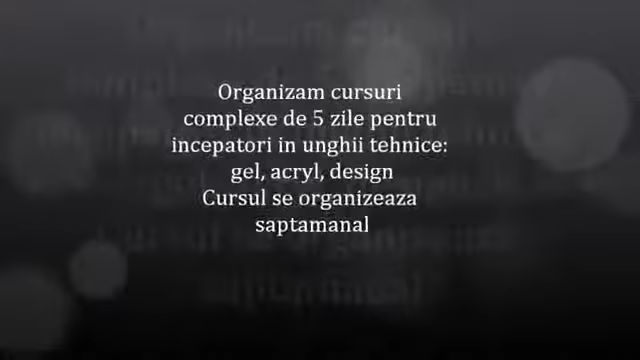 Organizam cursuri
complexe de 5 zile pentru
incepatori in unghii tehnice:
gel, acryl, design
Cursul se organizeaza
saptamanal